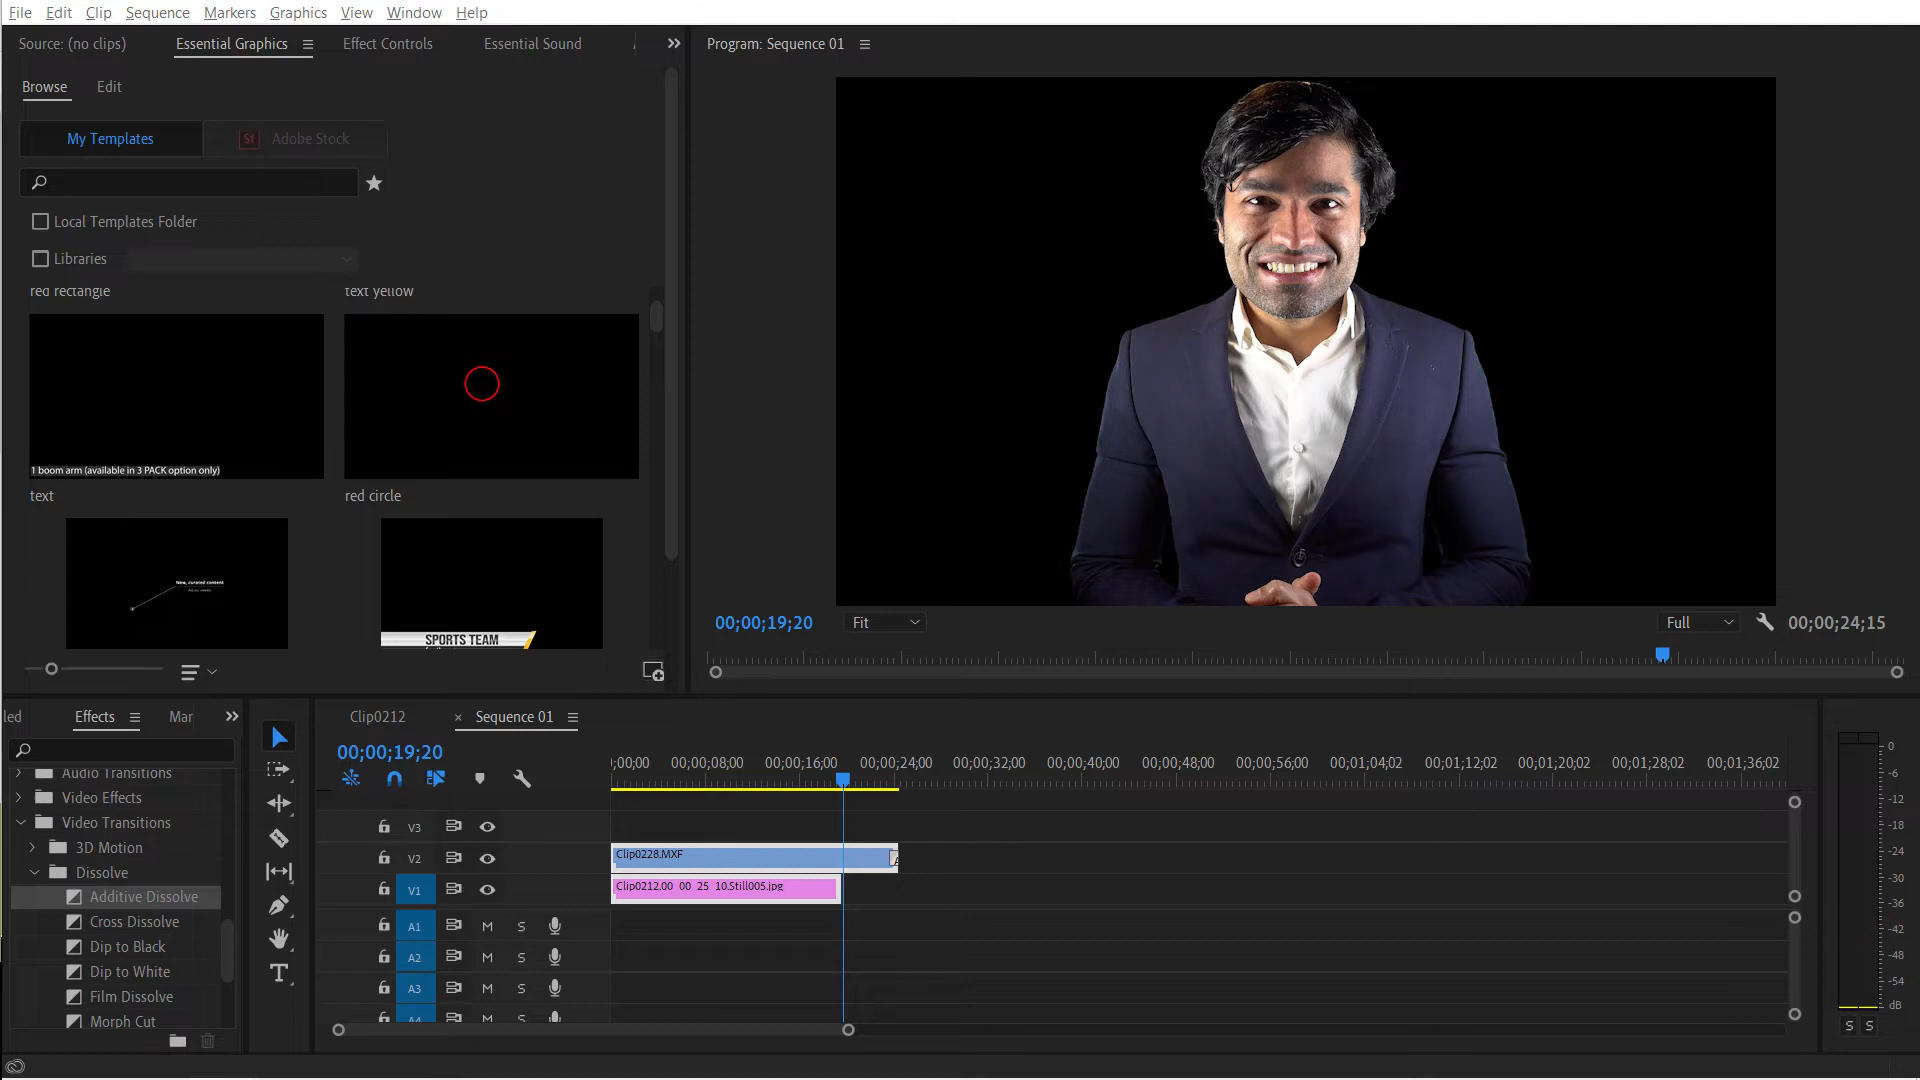 File Edit Clip Sequence Markers Graphics View Window Help
Source: (no clips) Essential Graphics Effect Controls Essential Sound
Program: Sequence 01
Browse Edit
My Templates St Adobe Stock
Local Templates Folder
Libraries
red rectangle text yellow
1 boom arm (available in 3 PACK option only)
text red circle
New, curated content
SPORTS TEAM
00;00;19;20 Fit Full 00;00;24;15
led Effects Mar
Clip0212 × Sequence 01
00;00;19;20
;00;00 00;00;08;00 00;00;16;00 00;00;24;00 00;00;32;00 00;00;40;00 00;00;48;00 00;00;56;00 00;01;04;02 00;01;12;02 00;01;20;02 00;01;28;02 00;01;36;02
Audio Transitions
Video Effects
Video Transitions
3D Motion
Dissolve
Additive Dissolve
Cross Dissolve
Dip to Black
Dip to White
Film Dissolve
Morph Cut
V3
V2 Clip0228.MXF
V1 Clip0212.00_00_25_10.Still005.jpg
A1 M S
A2 M S
A3 M S
A4 M S
T
0
-6
-12
-18
-24
-30
-36
-42
-48
-54
dB
S S